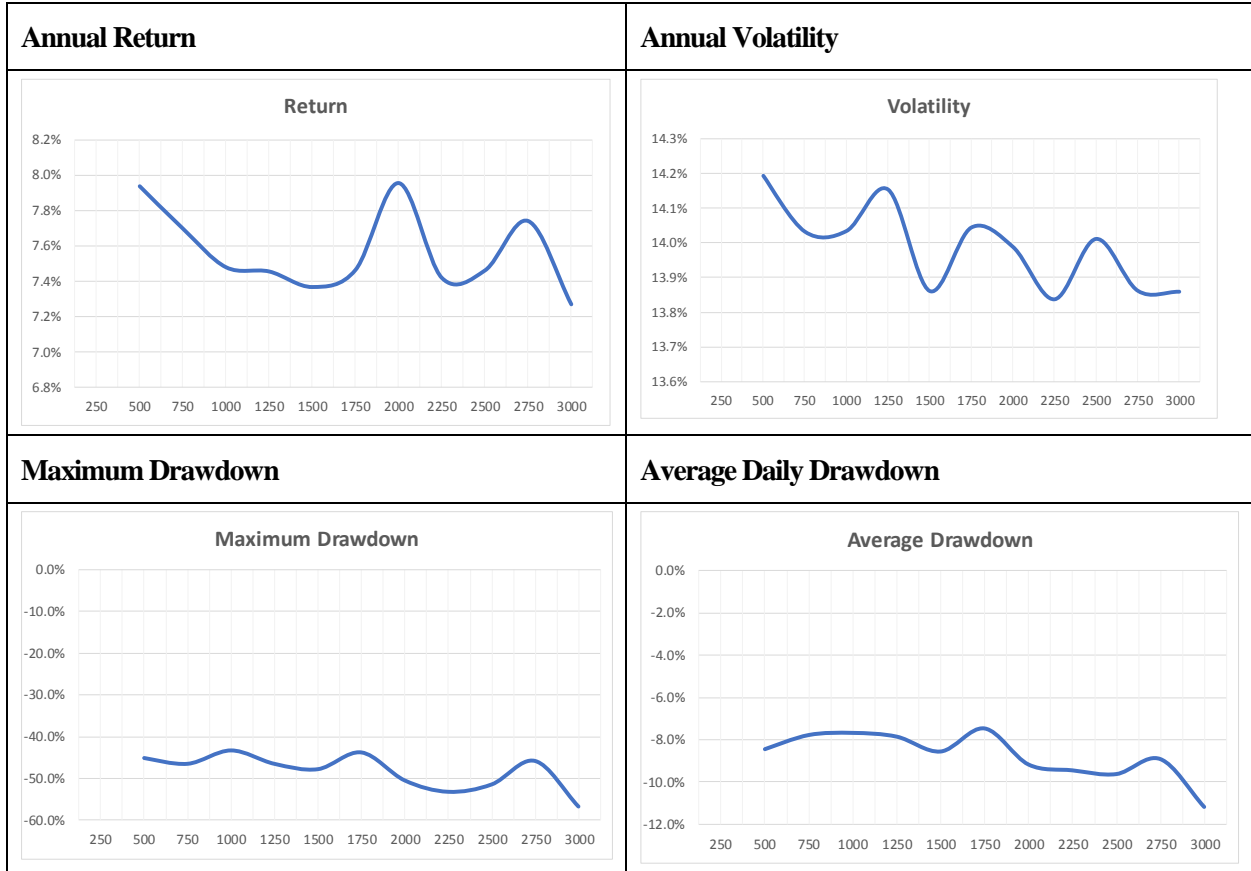 Annual Return
Annual Volatility
Return
8.2%
8.0%
7.8%
7.6%
7.4%
7.2%
7.0%
6.8%
250 500 750 1000 1250 1500 1750 2000 2250 2500 2750 3000
Volatility
14.3%
14.2%
14.1%
14.0%
13.9%
13.8%
13.7%
13.6%
250 500 750 1000 1250 1500 1750 2000 2250 2500 2750 3000
Maximum Drawdown
Average Daily Drawdown
Maximum Drawdown
0.0%
-10.0%
-20.0%
-30.0%
-40.0%
-50.0%
-60.0%
250 500 750 1000 1250 1500 1750 2000 2250 2500 2750 3000
Average Drawdown
0.0%
-2.0%
-4.0%
-6.0%
-8.0%
-10.0%
-12.0%
250 500 750 1000 1250 1500 1750 2000 2250 2500 2750 3000